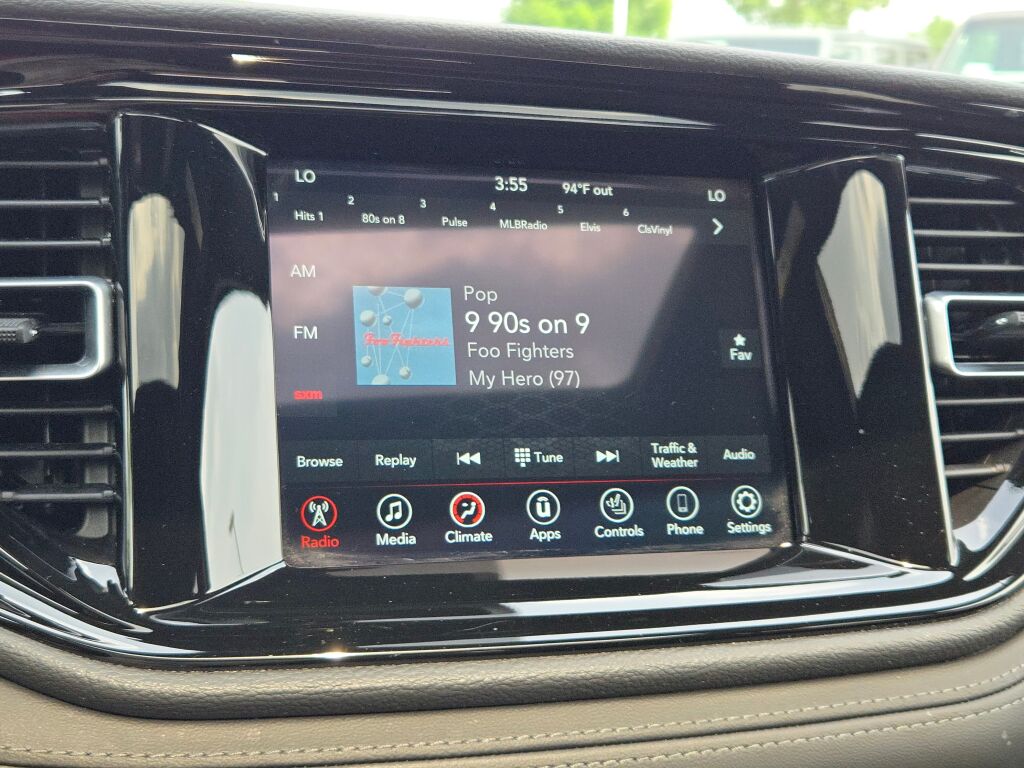 LO 3:55 94°F out LO
1 Hits 1 2 80s on 8 3 Pulse 4 MLBRadio 5 Elvis 6 ClsVinyl
AM
FM
sxm
Foo Fighters
Pop
9 90s on 9
Foo Fighters
My Hero (97)
Fav
Browse Replay Tune Traffic & Weather Audio
Radio Media Climate Apps Controls Phone Settings